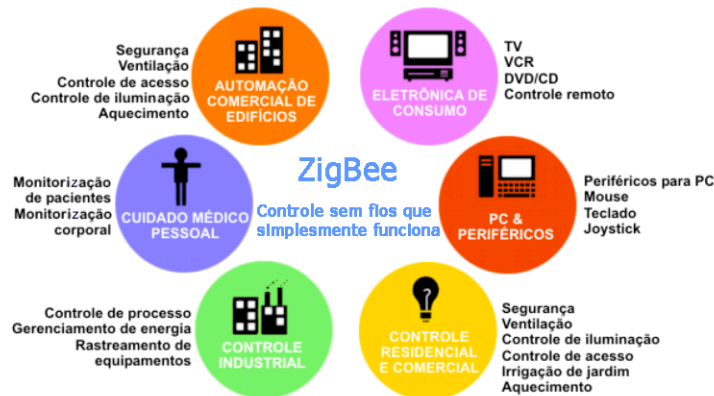 Segurança
Ventilação
Controle de acesso
Controle de iluminação
Aquecimento
AUTOMAÇÃO
COMERCIAL DE
EDIFÍCIOS
ELETRÔNICA DE
CONSUMO
TV
VCR
DVD/CD
Controle remoto
Monitorização
de pacientes
Monitorização
corporal
CUIDADO MÉDICO
PESSOAL
ZigBee
Controle sem fios que
simplesmente funciona
PC &
PERIFÉRICOS
Periféricos para PC
Mouse
Teclado
Joystick
Controle de processo
Gerenciamento de energia
Rastreamento de
equipamentos
CONTROLE
INDUSTRIAL
?
CONTROLE
RESIDENCIAL
E COMERCIAL
Segurança
Ventilação
Controle de iluminação
Controle de acesso
Irrigação de jardim
Aquecimento